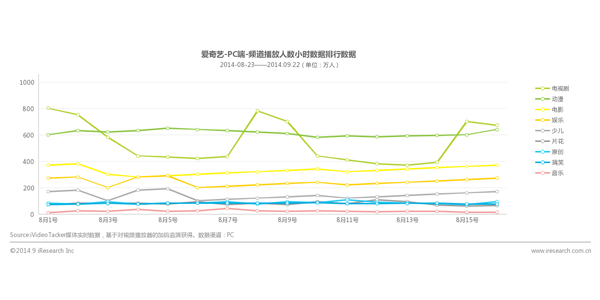 爱奇艺-PC端-频道播放人数小时数据排行数据
2014-08-23——2014.09.22（单位：万人）
1000
800
600
400
200
0
8月1号
8月3号
8月5号
8月7号
8月9号
8月11号
8月13号
8月15号
电视剧
动漫
电影
娱乐
少儿
片花
原创
搞笑
音乐
Source:iVideoTacker媒体实时数据，基于对视频播放器的加码监测获得。数据渠道：PC
©2014.9 iResearch Inc
www.iresearch.com.cn